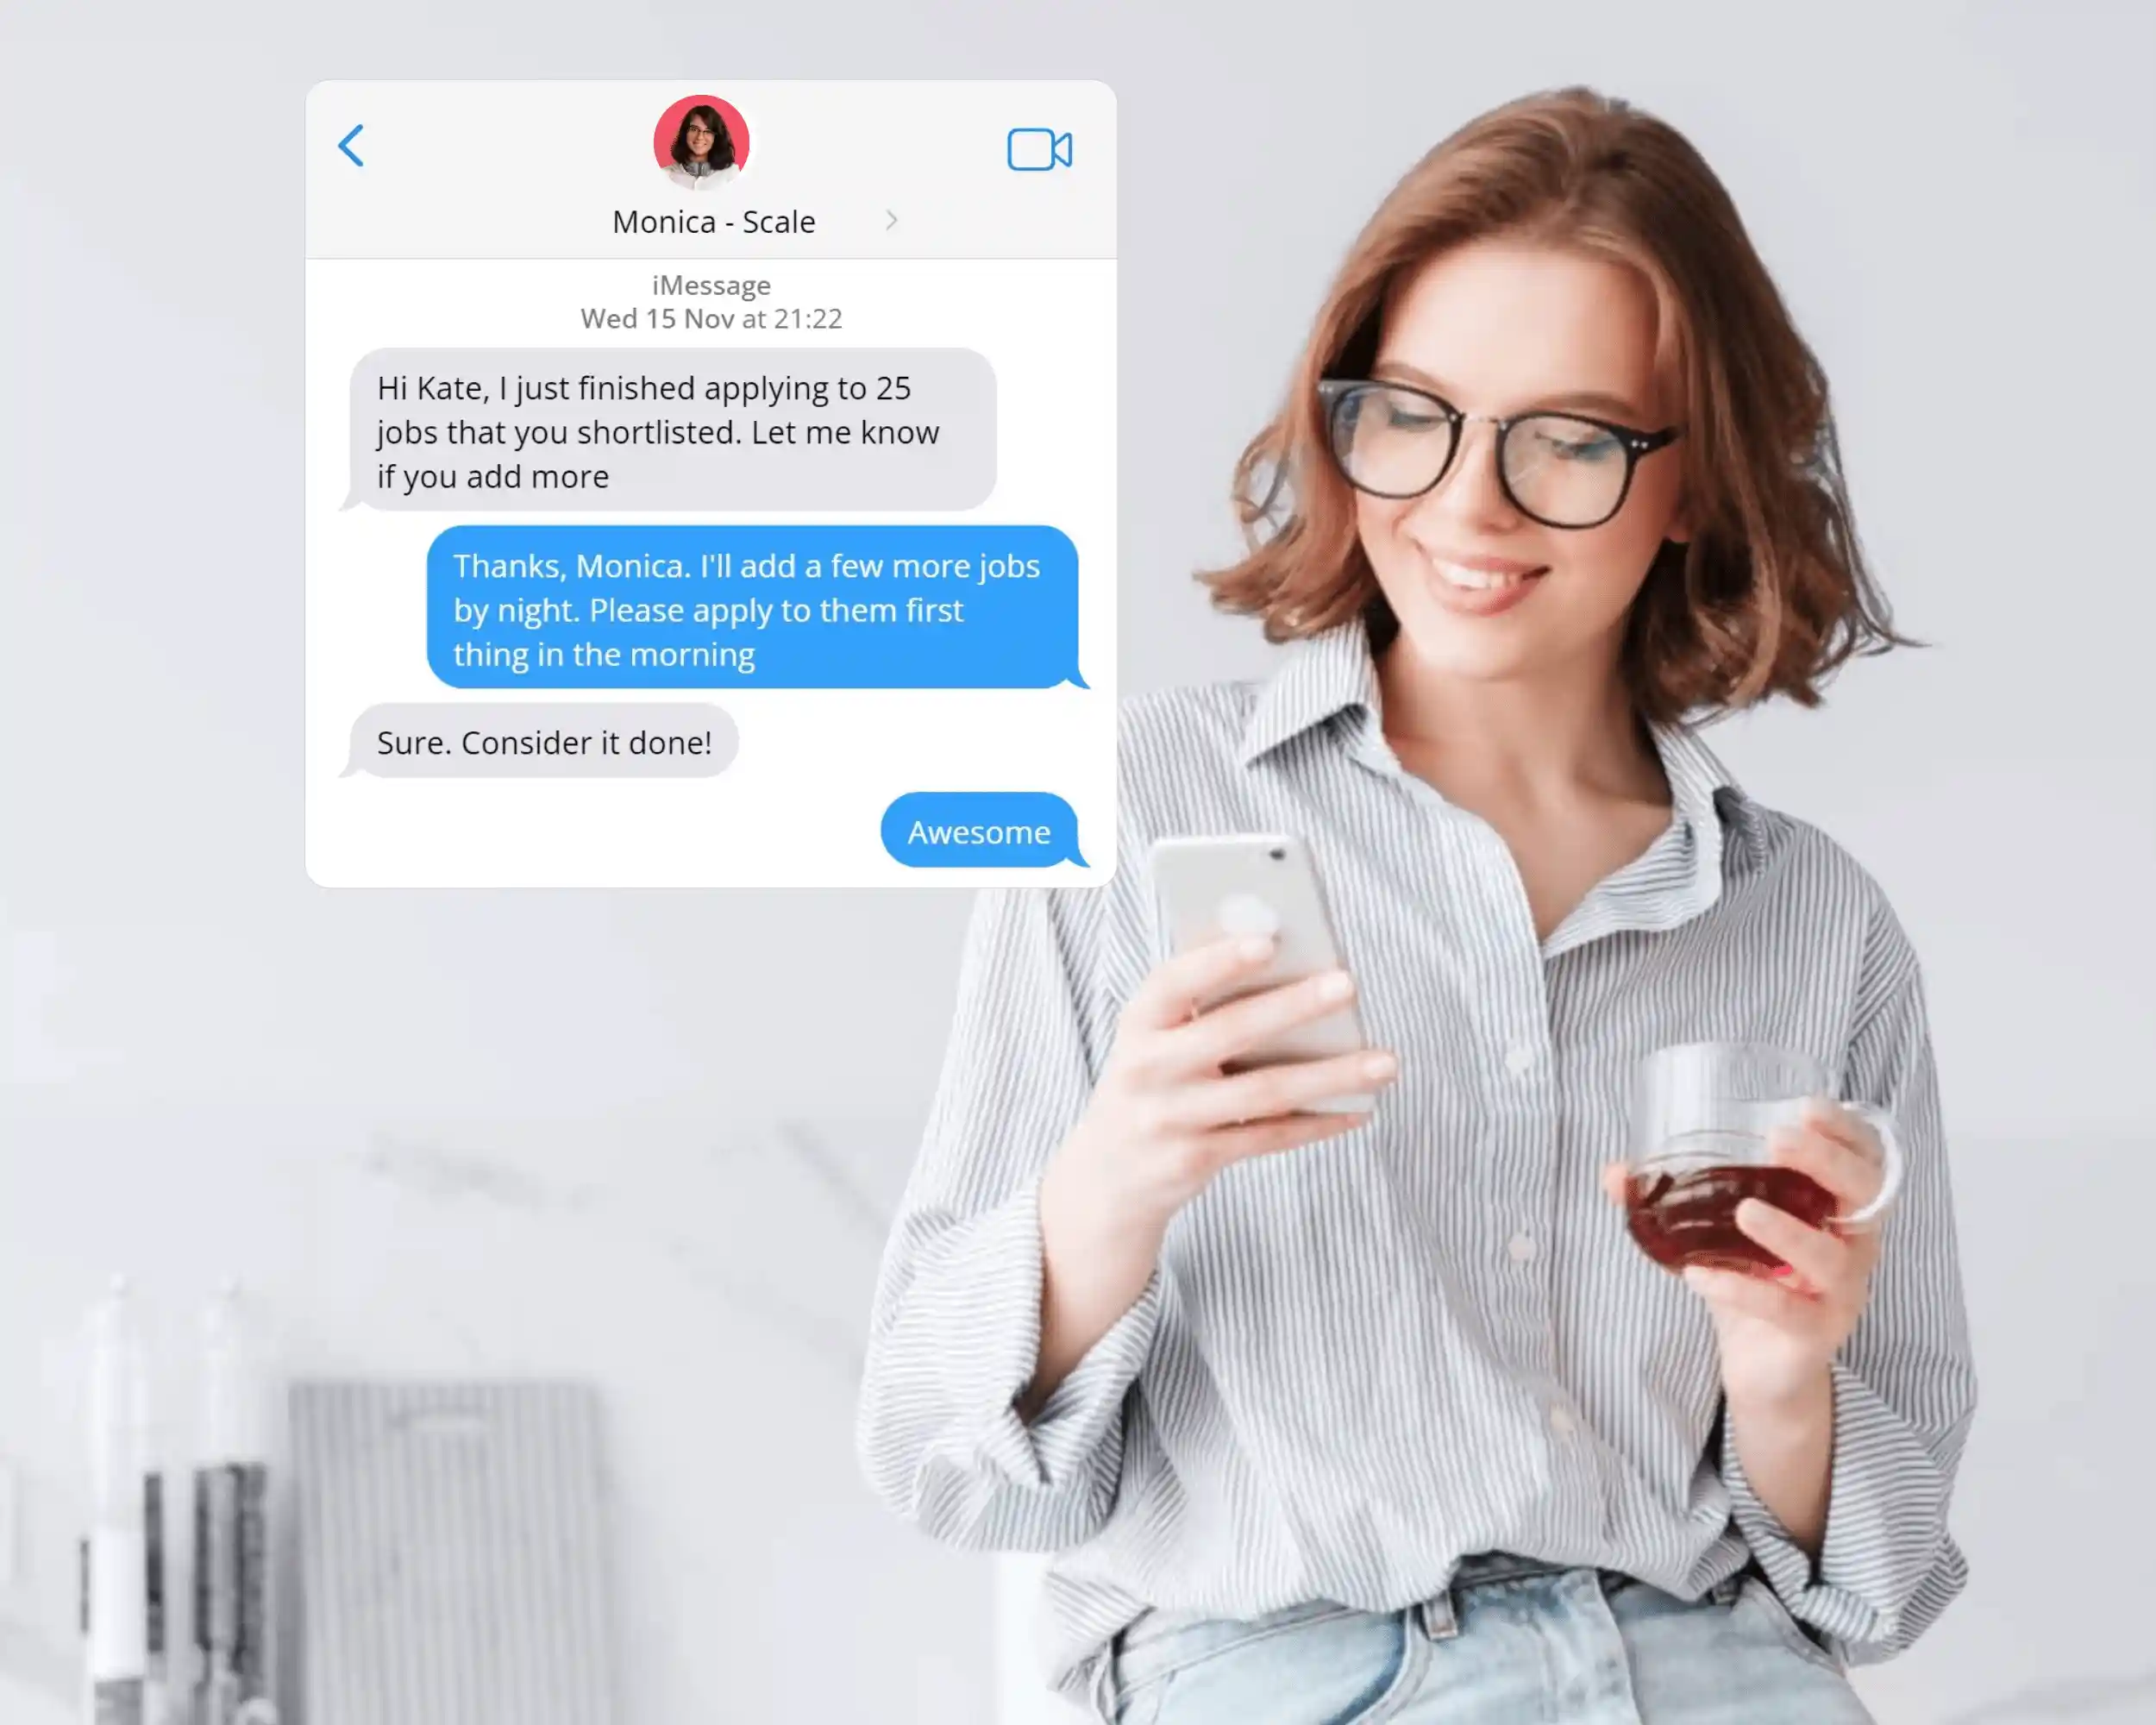 Monica - Scale
iMessage
Wed 15 Nov at 21:22
Hi Kate, I just finished applying to 25
jobs that you shortlisted. Let me know
if you add more
Thanks, Monica. I'll add a few more jobs
by night. Please apply to them first
thing in the morning
Sure. Consider it done!
Awesome